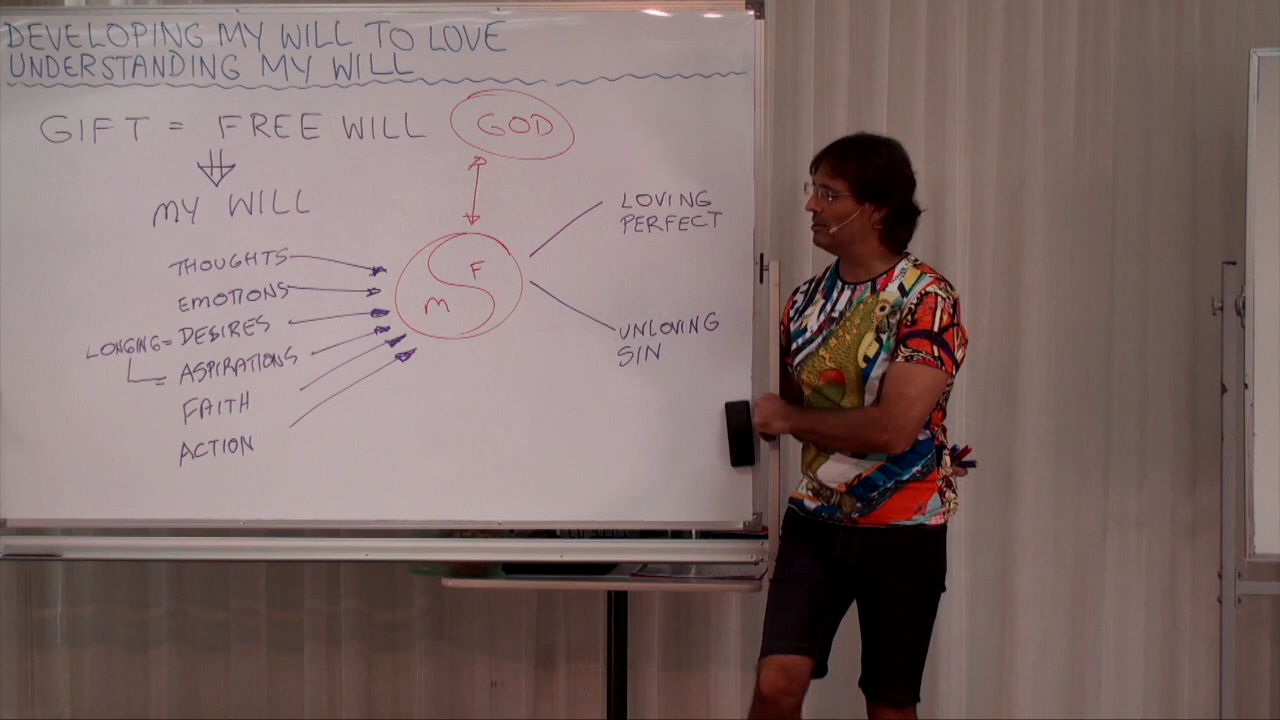 DEVELOPING MY WILL TO LOVE
UNDERSTANDING MY WILL
GIFT = FREE WILL
GOD
MY WILL
LOVING
PERFECT
THOUGHTS
EMOTIONS
LONGING = DESIRES
= ASPIRATIONS
FAITH
ACTION
F
M
UNLOVING
SIN